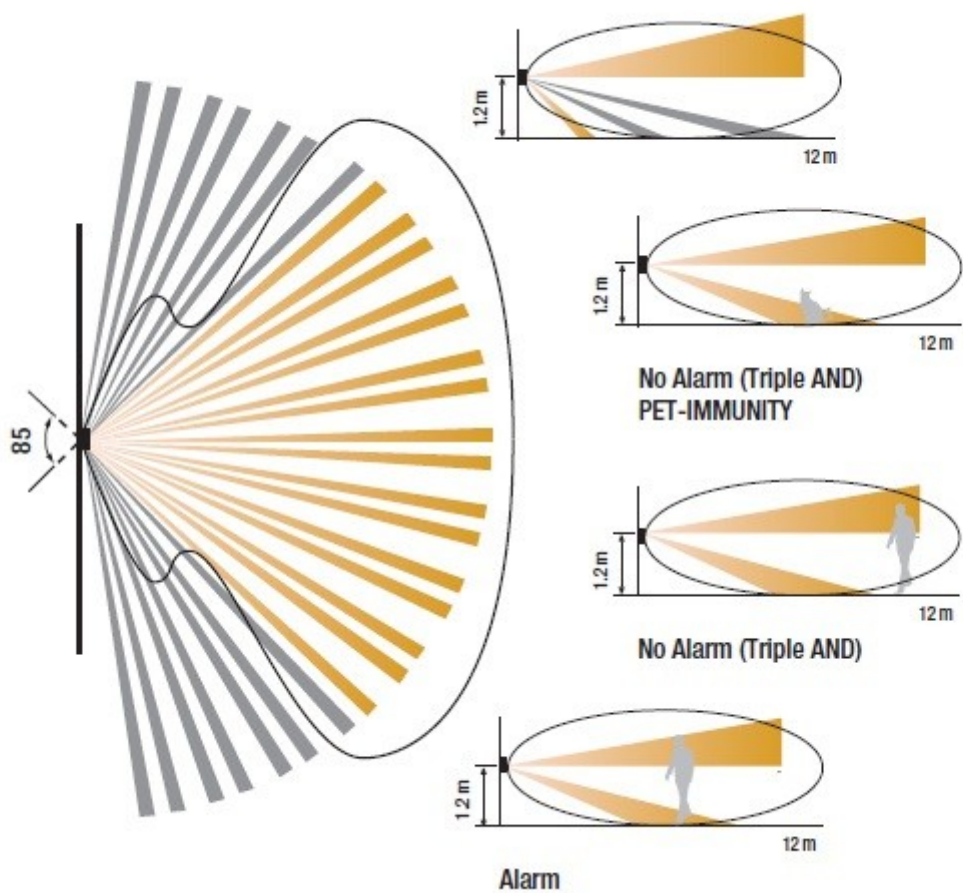 1.2 m
12 m
1.2 m
12 m
No Alarm (Triple AND)
PET-IMMUNITY
85
1.2 m
12 m
No Alarm (Triple AND)
1 2 m
12 m
Alarm